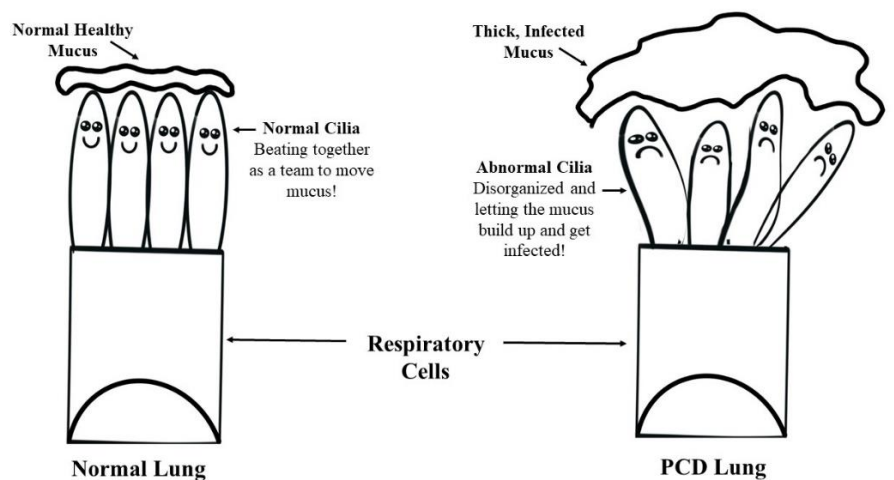 Normal Healthy
Mucus
Normal Cilia
Beating together
as a team to move
mucus!
Normal Lung
Thick, Infected
Mucus
Abnormal Cilia
Disorganized and
letting the mucus
build up and get
infected!
Respiratory
Cells
PCD Lung